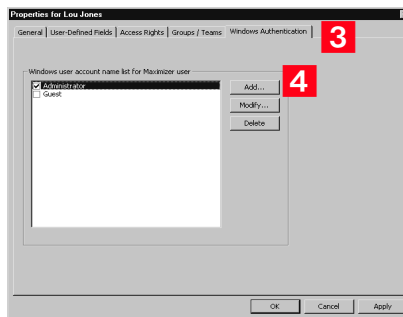 Properties for Lou Jones
General User-Defined Fields Access Rights Groups / Teams Windows Authentication
3
Windows user account name list for Maximizer user
4
Administrator
Add...
Guest
Modify...
Delete
OK Cancel Apply